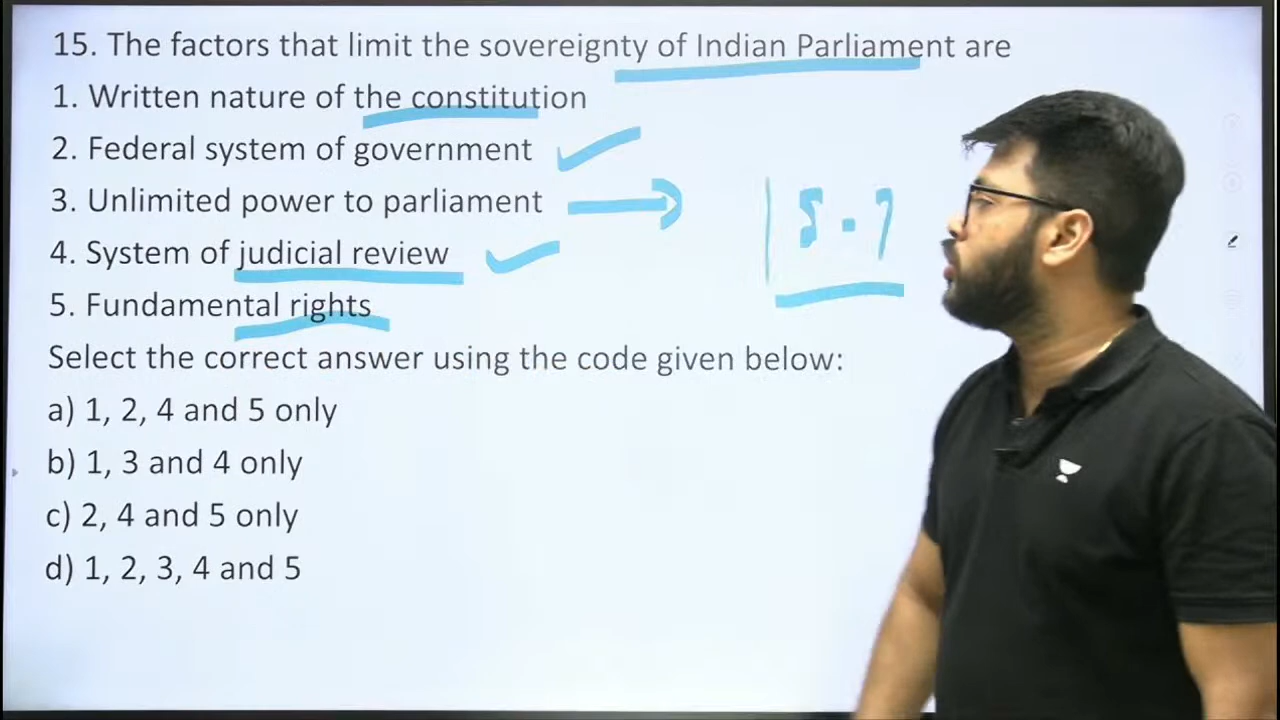 15. The factors that limit the sovereignty of Indian Parliament are
1. Written nature of the constitution
2. Federal system of government
3. Unlimited power to parliament
4. System of judicial review
5. Fundamental rights
Select the correct answer using the code given below:
a) 1, 2, 4 and 5 only
b) 1, 3 and 4 only
c) 2, 4 and 5 only
d) 1, 2, 3, 4 and 5